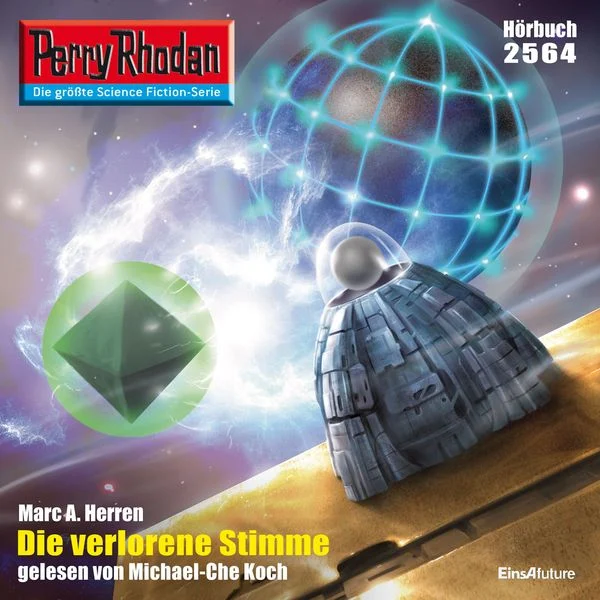 Perry Rhodan
Die größte Science Fiction-Serie
Hörbuch
2564
Marc A. Herren
Die verlorene Stimme
gelesen von Michael-Che Koch
EinsAfuture